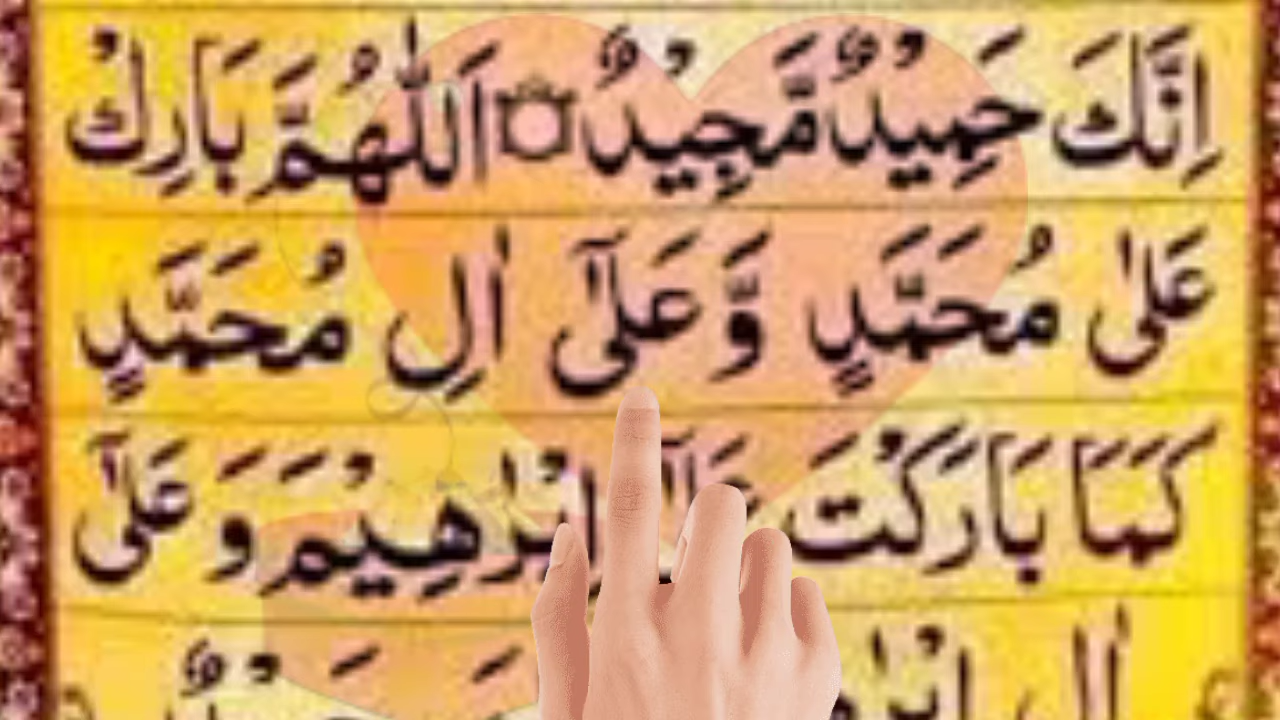 اِنَّكَ حَمِيْدٌ مَّجِيْدٌ ۝ اَللّٰهُمَّ بَارِكْ
عَلٰى مُحَمَّدٍ وَّعَلٰٓى اٰلِ مُحَمَّدٍ
كَمَا بَارَكْتَ اِبْرٰهِيْمَ وَعَلٰٓى
اٰلِ